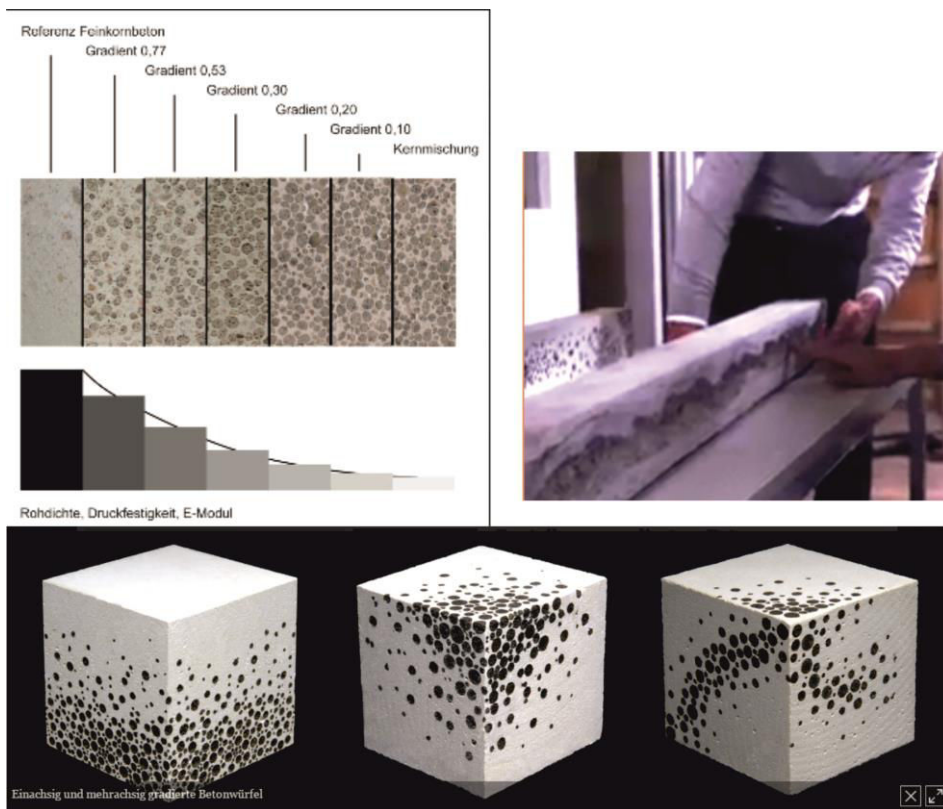 Referenz Feinkornbeton
Gradient 0,77
Gradient 0,53
Gradient 0,30
Gradient 0,20
Gradient 0,10
Kernmischung
Rohdichte, Druckfestigkeit, E-Modul
Einachsig und mehrachsig gradierte Betonwürfel